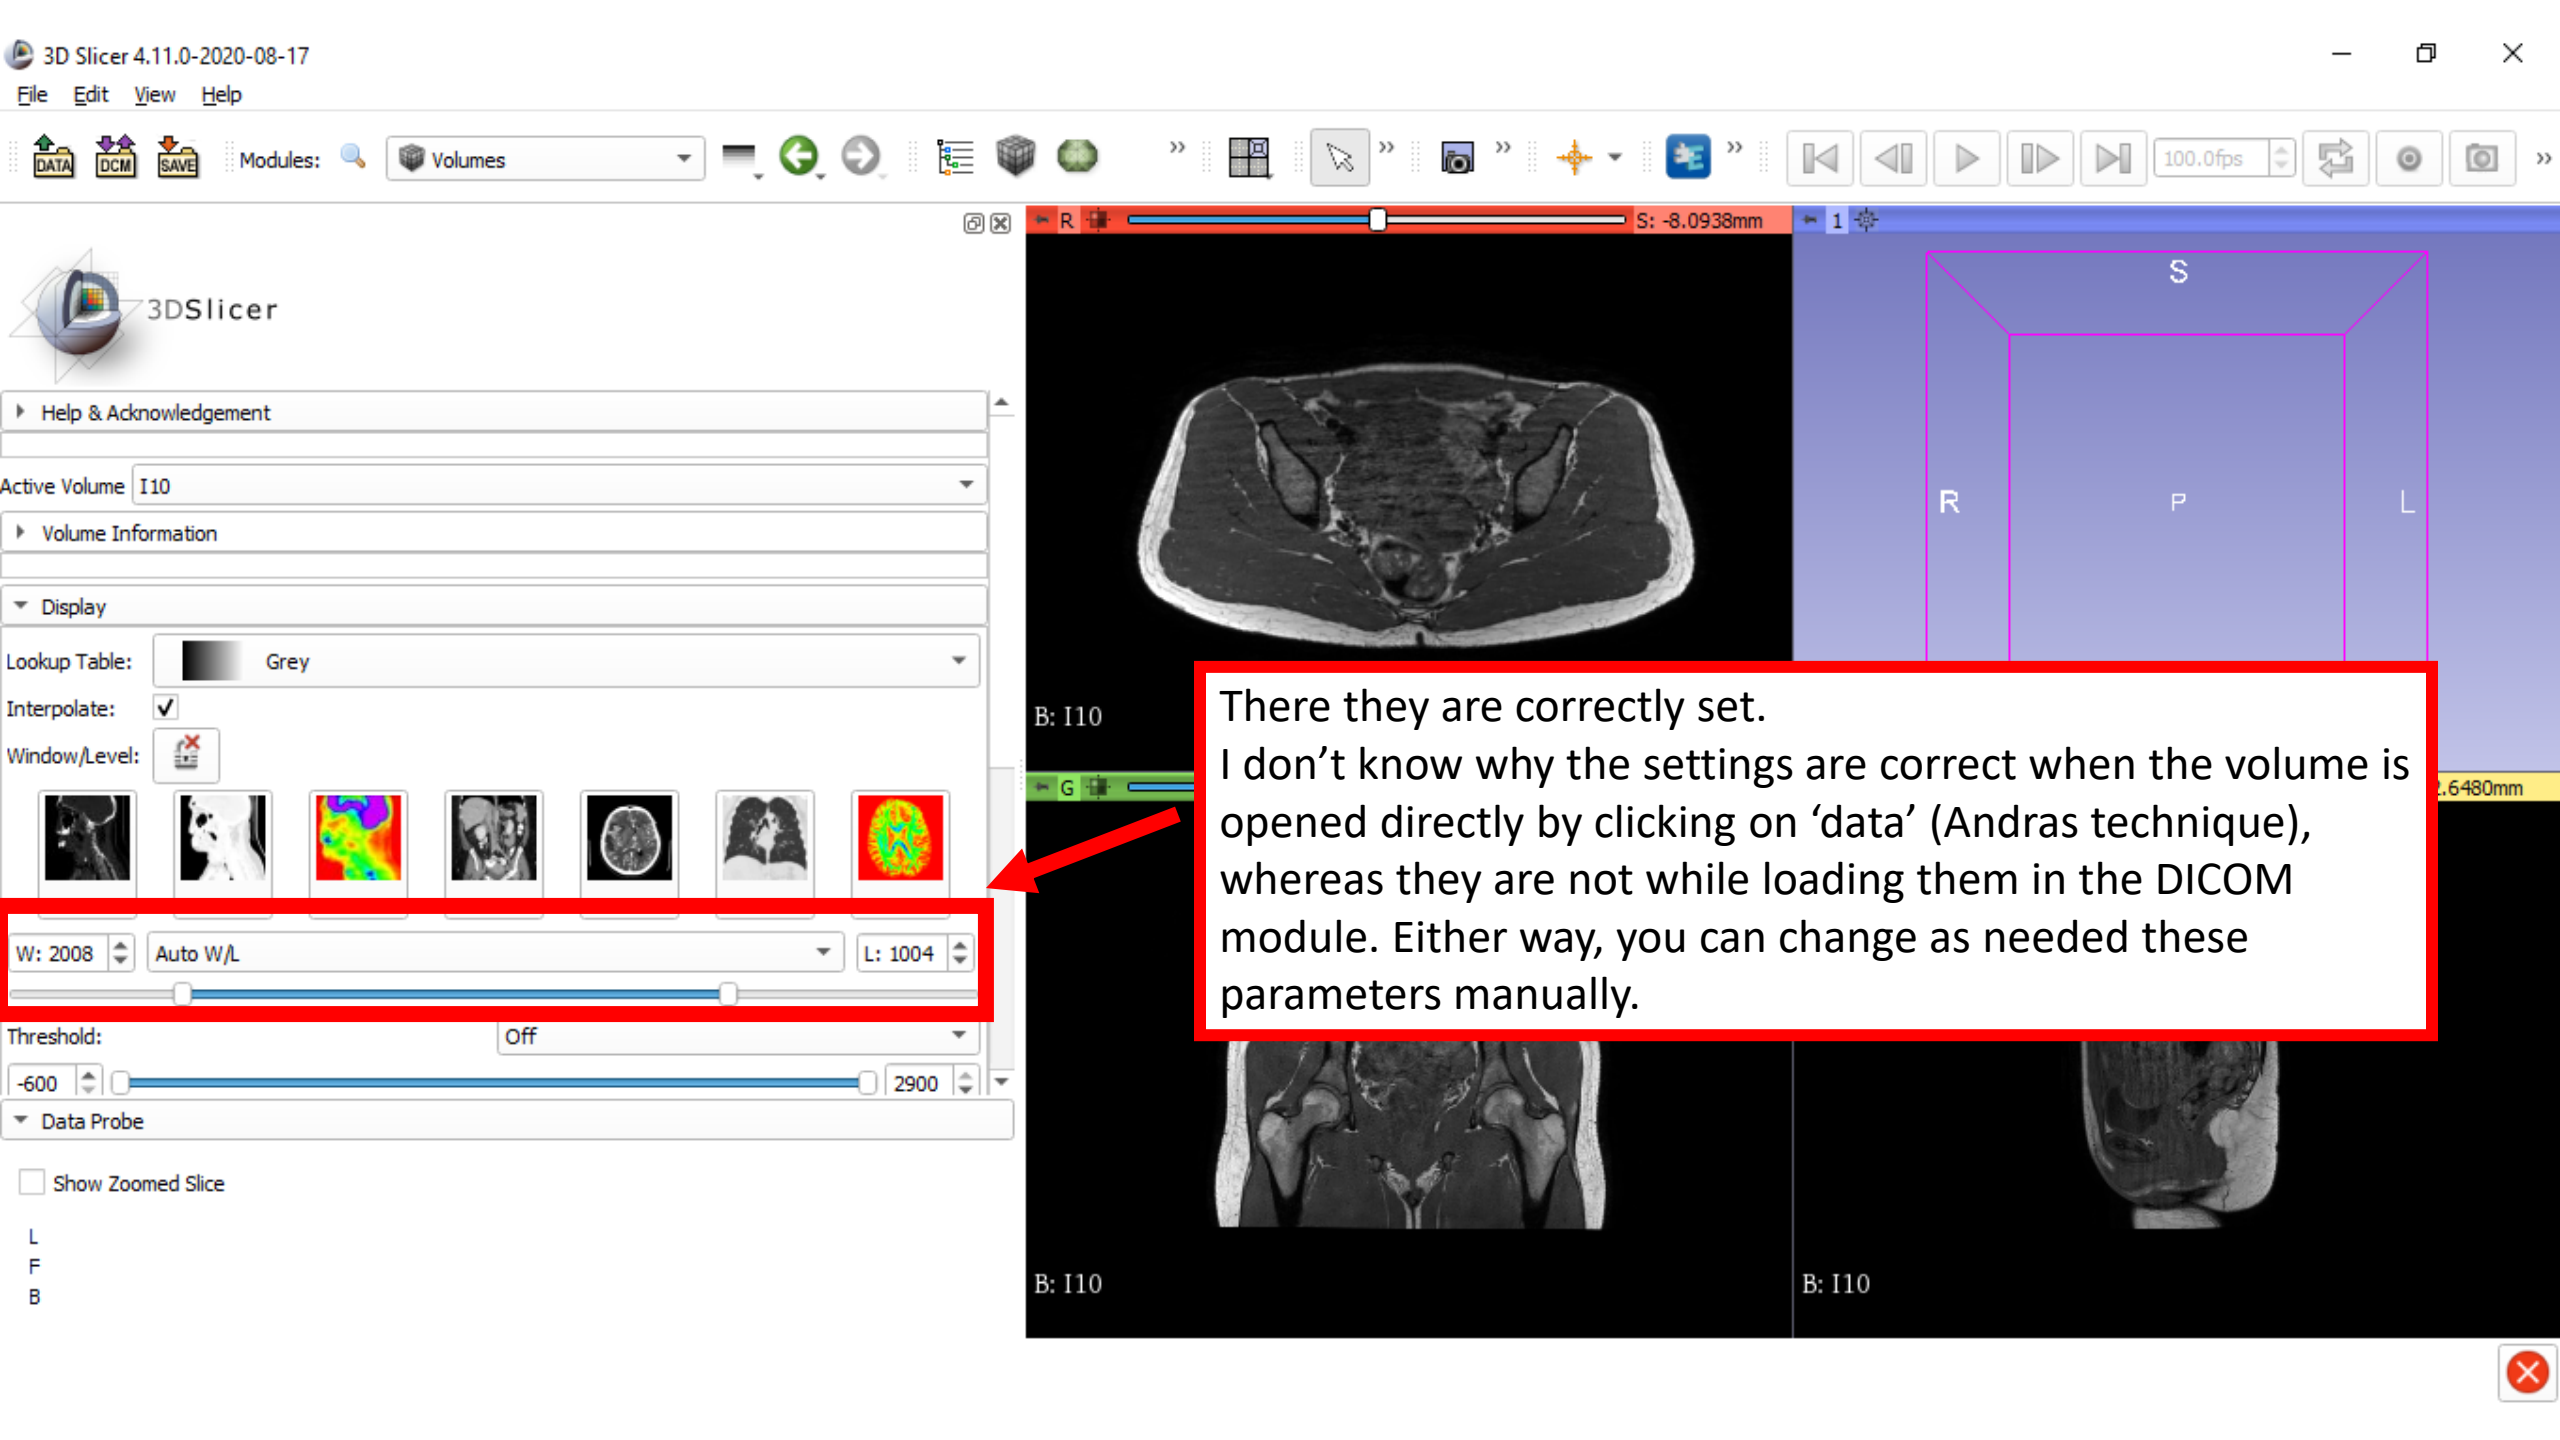 3D Slicer 4.11.0-2020-08-17
File Edit View Help
DATA DCM SAVE Modules: Volumes 100.0fps
R S: -8.0938mm 1
3DSlicer
S
R P L
Help & Acknowledgement
Active Volume I10
Volume Information
Display
Lookup Table: Grey
Interpolate:
Window/Level:
B: I10
There they are correctly set.
I don’t know why the settings are correct when the volume is
opened directly by clicking on ‘data’ (Andras technique),
whereas they are not while loading them in the DICOM
module. Either way, you can change as needed these
parameters manually.
G .6480mm
W: 2008 Auto W/L L: 1004
Threshold: Off
-600 2900
Data Probe
Show Zoomed Slice
L
F
B
B: I10 B: I10